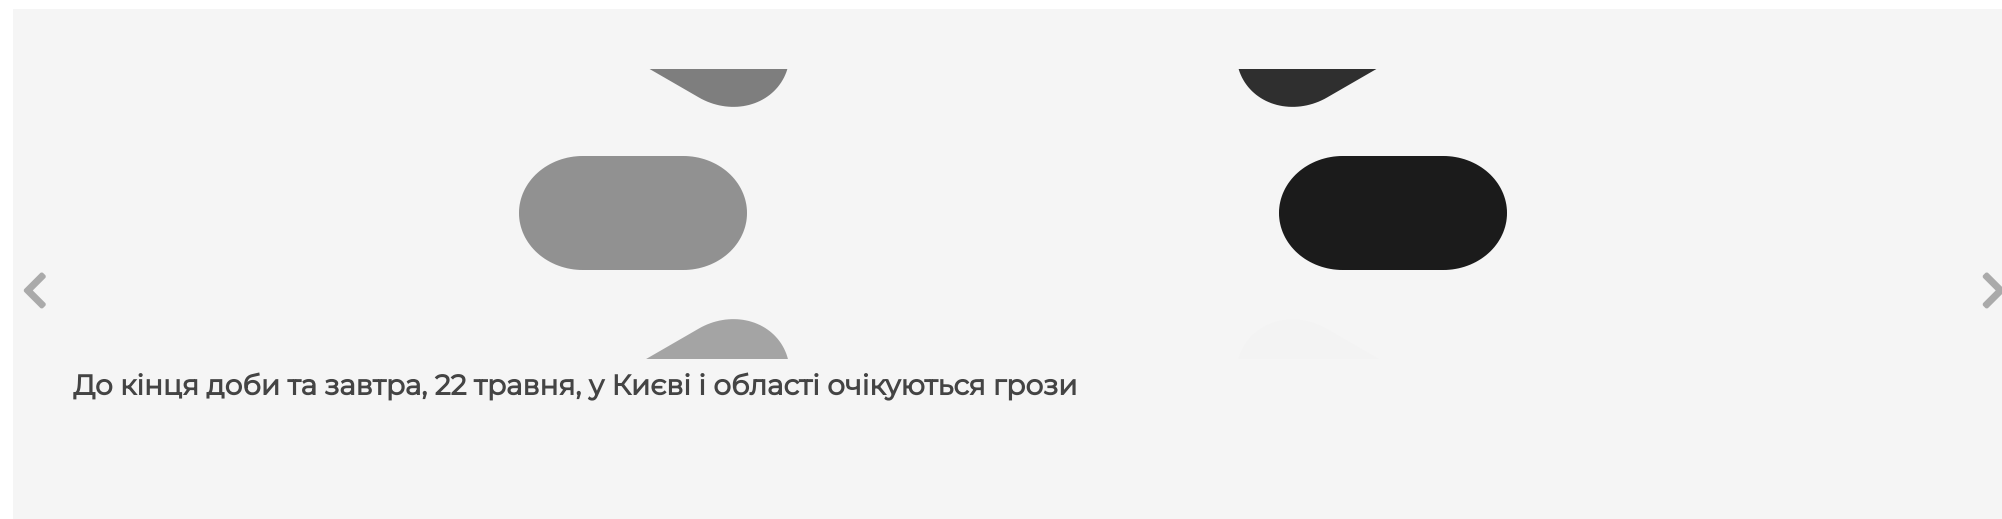 До кінця доби та завтра, 22 травня, у Києві і області очікуються грози